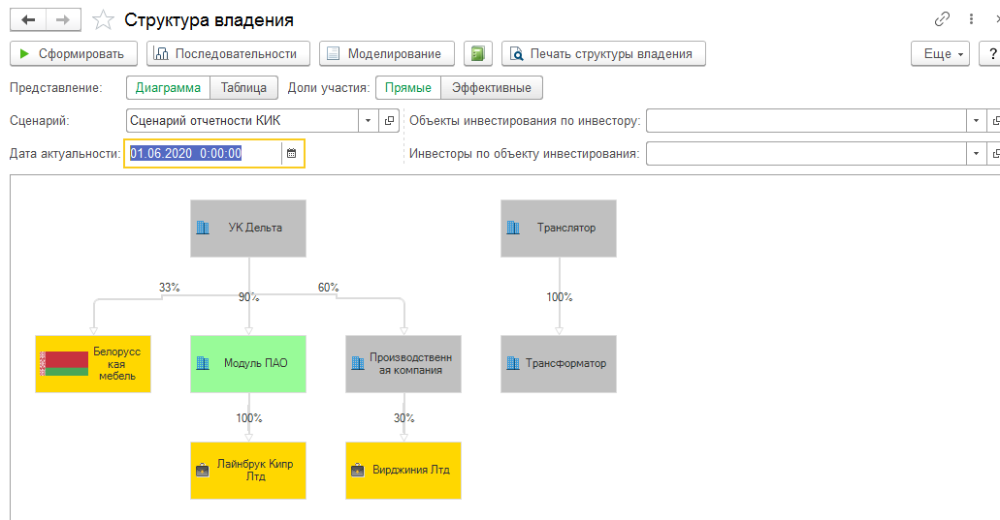 Структура владения
Сформировать Последовательности Моделирование Печать структуры владения Еще ?
Представление: Диаграмма Таблица Доли участия: Прямые Эффективные
Сценарий: Сценарий отчетности КИК Объекты инвестирования по инвестору:
Дата актуальности: 01.06.2020 0:00:00 Инвесторы по объекту инвестирования:
УК Дельта Транслятор
33% 90% 60% 100%
Белорусс
кая
мебель
Модуль ПАО
Производственн
ая компания
Трансформатор
100% 30%
Лайнбрук Кипр
Лтд
Вирджиния Лтд